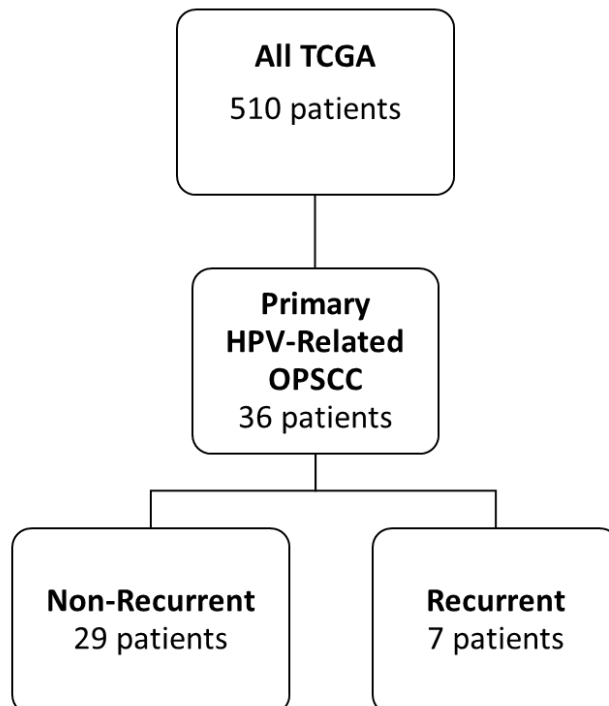 All TCGA
510 patients
Primary
HPV-Related
OPSCC
36 patients
Non-Recurrent
29 patients
Recurrent
7 patients